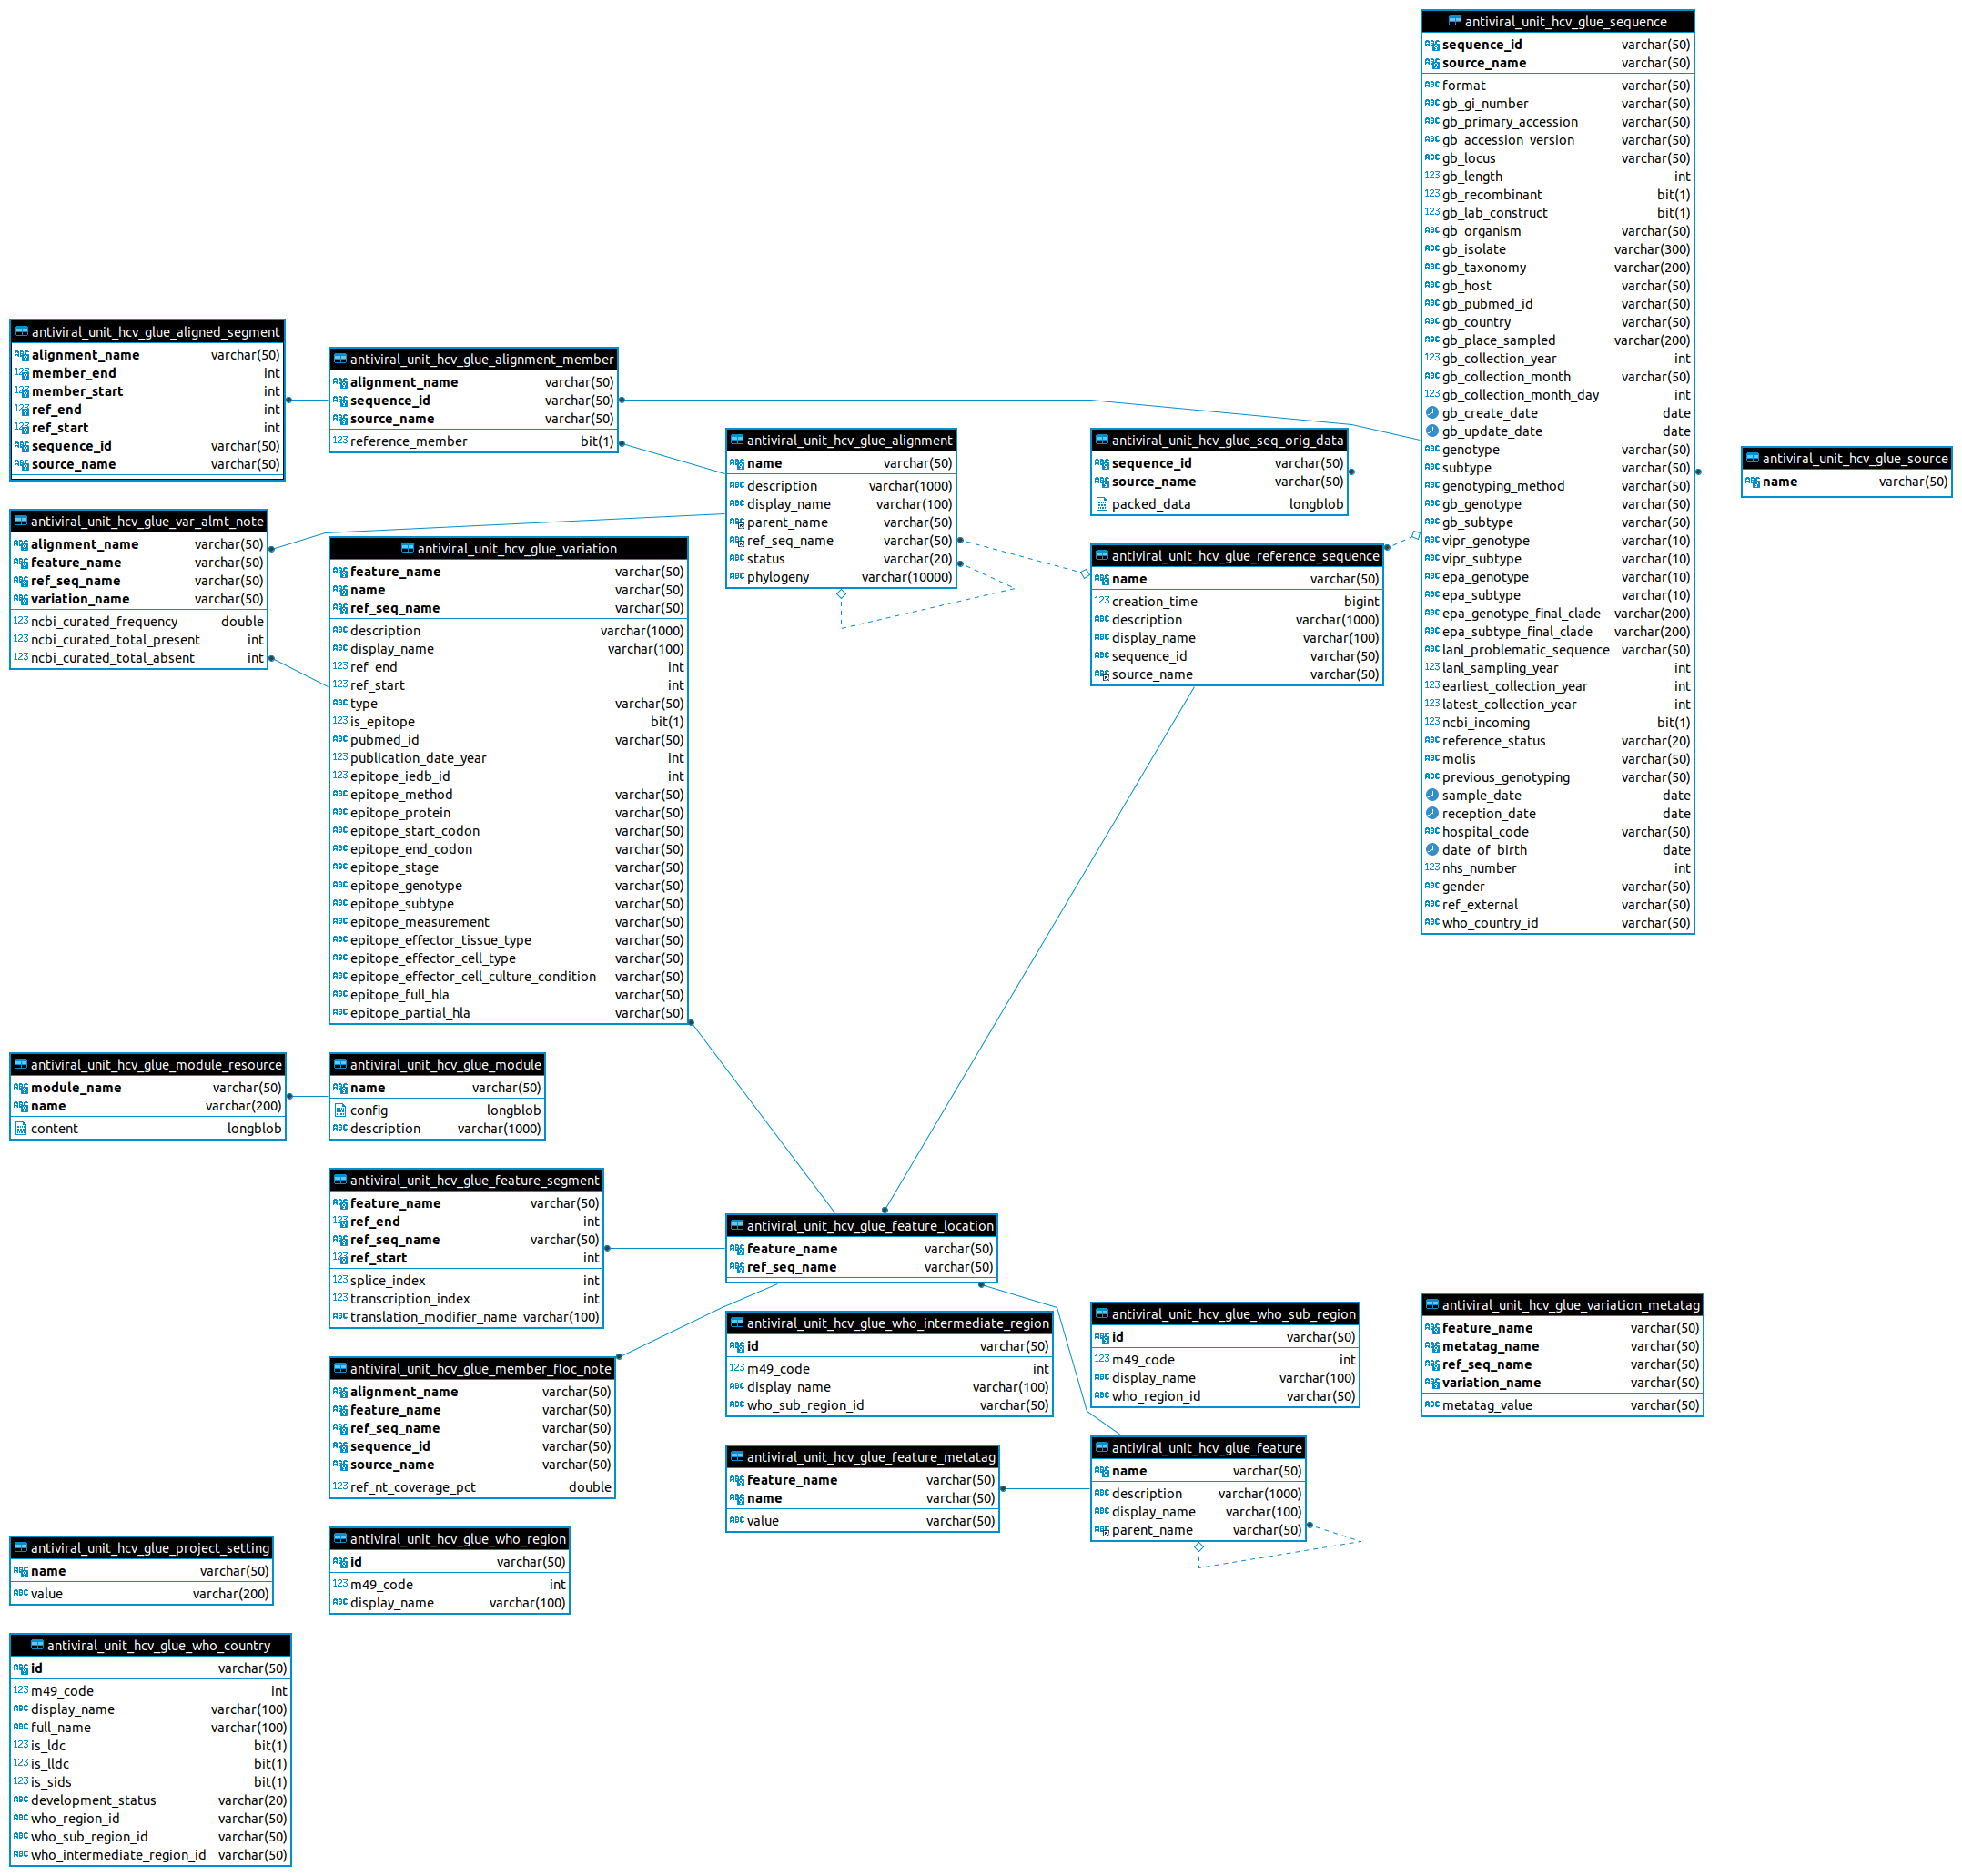 antiviral_unit_hcv_glue_sequence
sequence_id varchar(50)
source_name varchar(50)
format varchar(50)
gb_gi_number varchar(50)
gb_primary_accession varchar(50)
gb_accession_version varchar(50)
gb_locus varchar(50)
gb_length int
gb_recombinant bit(1)
gb_lab_construct bit(1)
gb_organism varchar(50)
gb_isolate varchar(300)
gb_taxonomy varchar(200)
gb_host varchar(50)
gb_pubmed_id varchar(50)
gb_country varchar(50)
gb_place_sampled varchar(200)
gb_collection_year int
gb_collection_month varchar(50)
gb_collection_month_day int
gb_create_date date
gb_update_date date
genotype varchar(50)
subtype varchar(50)
genotyping_method varchar(50)
gb_genotype varchar(50)
gb_subtype varchar(50)
vipr_genotype varchar(10)
vipr_subtype varchar(10)
epa_genotype varchar(10)
epa_subtype varchar(10)
epa_genotype_final_clade varchar(200)
epa_subtype_final_clade varchar(200)
lanl_problematic_sequence varchar(50)
lanl_sampling_year int
earliest_collection_year int
latest_collection_year int
ncbi_incoming bit(1)
reference_status varchar(20)
molis varchar(50)
previous_genotyping varchar(50)
sample_date date
reception_date date
hospital_code varchar(50)
date_of_birth date
nhs_number int
gender varchar(50)
ref_external varchar(50)
who_country_id varchar(50)
antiviral_unit_hcv_glue_aligned_segment
alignment_name varchar(50)
member_end int
member_start int
ref_end int
ref_start int
sequence_id varchar(50)
source_name varchar(50)
antiviral_unit_hcv_glue_alignment_member
alignment_name varchar(50)
sequence_id varchar(50)
source_name varchar(50)
reference_member bit(1)
antiviral_unit_hcv_glue_alignment
name varchar(50)
description varchar(1000)
display_name varchar(100)
parent_name varchar(50)
ref_seq_name varchar(50)
status varchar(20)
phylogeny varchar(10000)
antiviral_unit_hcv_glue_seq_orig_data
sequence_id varchar(50)
source_name varchar(50)
packed_data longblob
antiviral_unit_hcv_glue_source
name varchar(50)
antiviral_unit_hcv_glue_var_almt_note
alignment_name varchar(50)
feature_name varchar(50)
ref_seq_name varchar(50)
variation_name varchar(50)
ncbi_curated_frequency double
ncbi_curated_total_present int
ncbi_curated_total_absent int
antiviral_unit_hcv_glue_variation
feature_name varchar(50)
name varchar(50)
ref_seq_name varchar(50)
description varchar(1000)
display_name varchar(100)
ref_end int
ref_start int
type varchar(50)
is_epitope bit(1)
pubmed_id varchar(50)
publication_date_year int
epitope_iedb_id int
epitope_method varchar(50)
epitope_protein varchar(50)
epitope_start_codon varchar(50)
epitope_end_codon varchar(50)
epitope_stage varchar(50)
epitope_genotype varchar(50)
epitope_subtype varchar(50)
epitope_measurement varchar(50)
epitope_effector_tissue_type varchar(50)
epitope_effector_cell_type varchar(50)
epitope_effector_cell_culture_condition varchar(50)
epitope_full_hla varchar(50)
epitope_partial_hla varchar(50)
antiviral_unit_hcv_glue_reference_sequence
name varchar(50)
creation_time bigint
description varchar(1000)
display_name varchar(100)
sequence_id varchar(50)
source_name varchar(50)
antiviral_unit_hcv_glue_module_resource
module_name varchar(50)
name varchar(200)
content longblob
antiviral_unit_hcv_glue_module
name varchar(50)
config longblob
description varchar(1000)
antiviral_unit_hcv_glue_feature_segment
feature_name varchar(50)
ref_end int
ref_seq_name varchar(50)
ref_start int
splice_index int
transcription_index int
translation_modifier_name varchar(100)
antiviral_unit_hcv_glue_feature_location
feature_name varchar(50)
ref_seq_name varchar(50)
antiviral_unit_hcv_glue_member_floc_note
alignment_name varchar(50)
feature_name varchar(50)
ref_seq_name varchar(50)
sequence_id varchar(50)
source_name varchar(50)
ref_nt_coverage_pct double
antiviral_unit_hcv_glue_who_intermediate_region
id varchar(50)
m49_code int
display_name varchar(100)
who_sub_region_id varchar(50)
antiviral_unit_hcv_glue_who_sub_region
id varchar(50)
m49_code int
display_name varchar(100)
who_region_id varchar(50)
antiviral_unit_hcv_glue_variation_metatag
feature_name varchar(50)
metatag_name varchar(50)
ref_seq_name varchar(50)
variation_name varchar(50)
metatag_value varchar(50)
antiviral_unit_hcv_glue_feature_metatag
feature_name varchar(50)
name varchar(50)
value varchar(50)
antiviral_unit_hcv_glue_feature
name varchar(50)
description varchar(1000)
display_name varchar(100)
parent_name varchar(50)
antiviral_unit_hcv_glue_project_setting
name varchar(50)
value varchar(200)
antiviral_unit_hcv_glue_who_region
id varchar(50)
m49_code int
display_name varchar(100)
antiviral_unit_hcv_glue_who_country
id varchar(50)
m49_code int
display_name varchar(100)
full_name varchar(100)
is_ldc bit(1)
is_lldc bit(1)
is_sids bit(1)
development_status varchar(20)
who_region_id varchar(50)
who_sub_region_id varchar(50)
who_intermediate_region_id varchar(50)